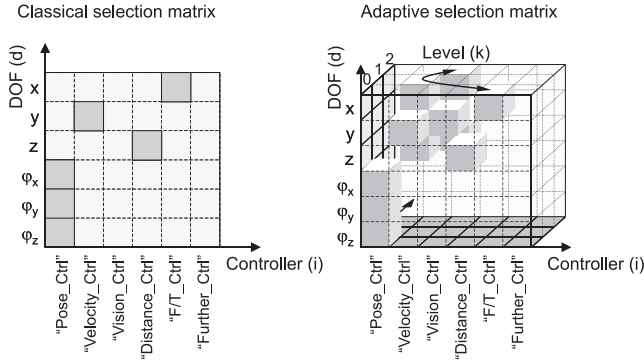 Classical selection matrix
DOF (d)
x
y
z
φx
φy
φz
Controller (i)
“Pose_Ctrl”
“Velocity_Ctrl”
“Vision_Ctrl”
“Distance_Ctrl”
“F/T_Ctrl”
“Further_Ctrl”
Adaptive selection matrix
DOF (d)
0
1
2
Level (k)
x
y
z
φx
φy
φz
Controller (i)
“Pose_Ctrl”
“Velocity_Ctrl”
“Vision_Ctrl”
“Distance_Ctrl”
“F/T_Ctrl”
“Further_Ctrl”